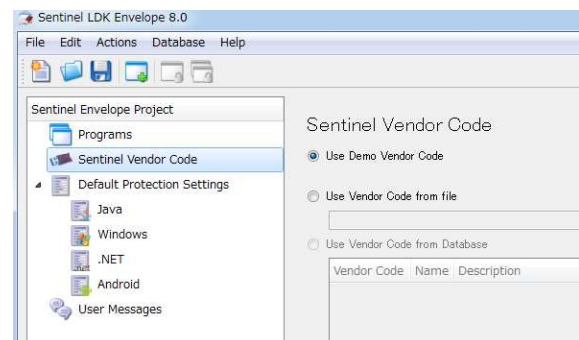 Sentinel LDK Envelope 8.0
File Edit Actions Database Help
Sentinel Envelope Project
Programs
Sentinel Vendor Code
Default Protection Settings
Java
Windows
.NET
Android
User Messages
Sentinel Vendor Code
Use Demo Vendor Code
Use Vendor Code from file
Use Vendor Code from Database
Vendor Code Name Description